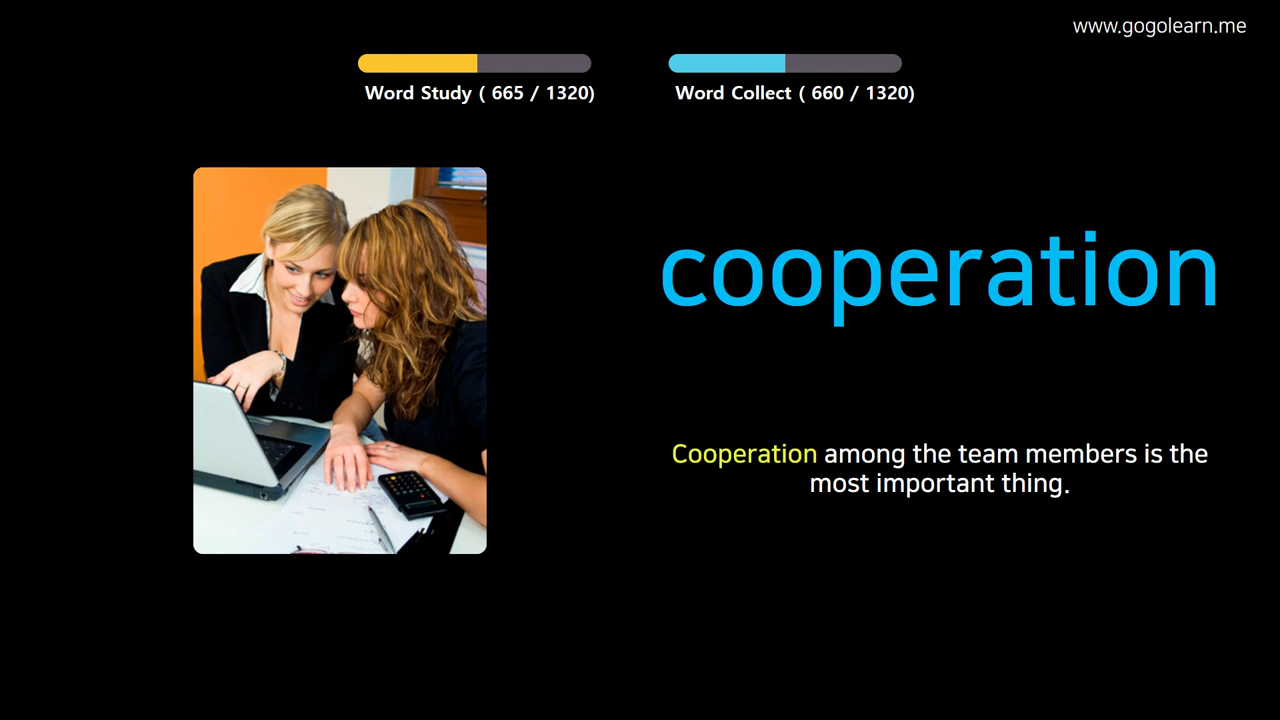 www.gogolearn.me
Word Study ( 665 / 1320)
Word Collect ( 660 / 1320)
cooperation
Cooperation among the team members is the
most important thing.